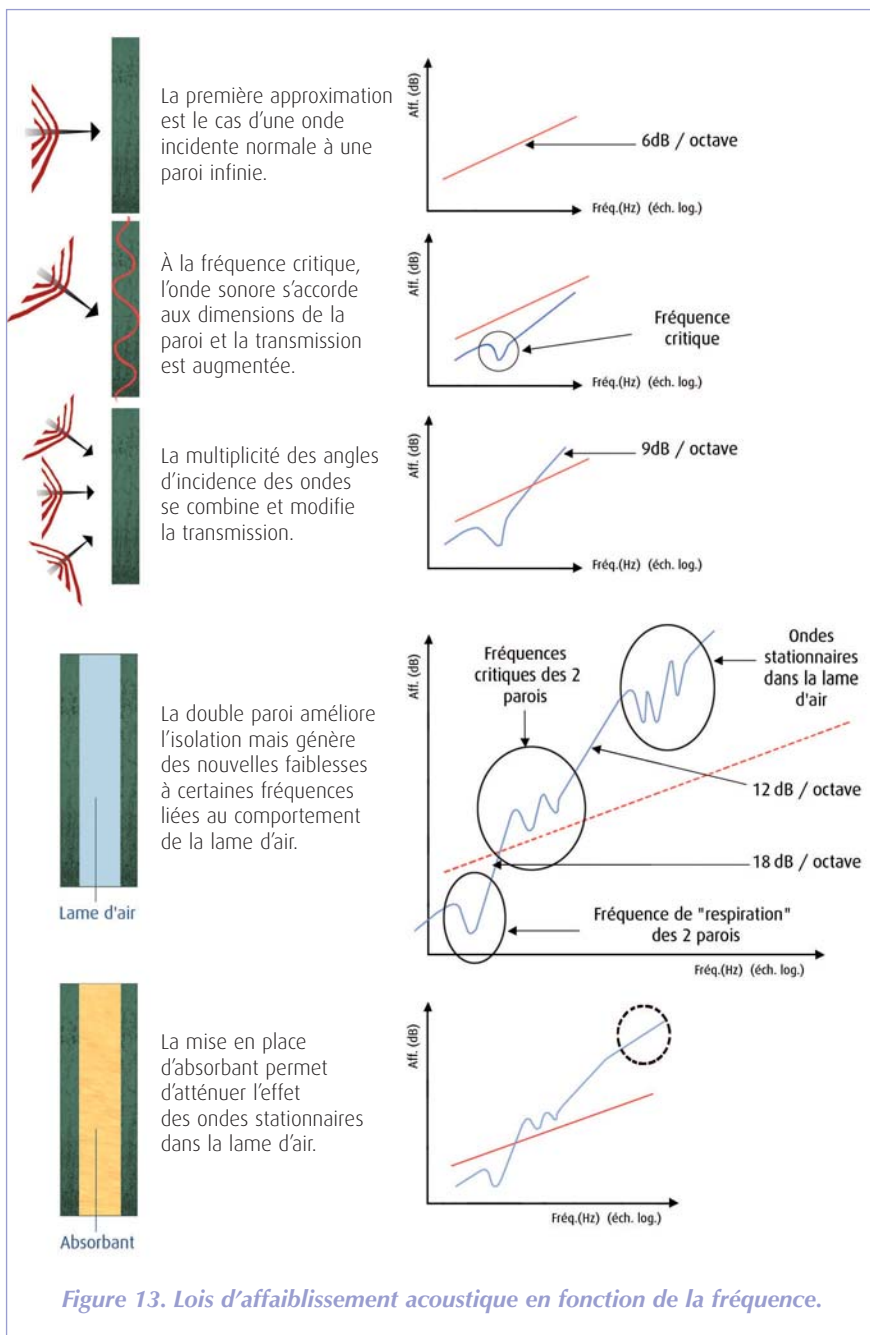 La première approximation
est le cas d'une onde
incidente normale à une
paroi infinie.
Aff. (dB)
6dB / octave
Fréq.(Hz) (éch. log.)
À la fréquence critique,
l'onde sonore s'accorde
aux dimensions de la
paroi et la transmission
est augmentée.
Aff. (dB)
Fréquence
critique
Fréq.(Hz) (éch. log.)
La multiplicité des angles
d'incidence des ondes
se combine et modifie
la transmission.
Aff. (dB)
9dB / octave
Fréq.(Hz) (éch. log.)
La double paroi améliore
l'isolation mais génère
des nouvelles faiblesses
à certaines fréquences
liées au comportement
de la lame d'air.
Lame d'air
Aff. (dB)
Fréquences
critiques des 2
parois
Ondes
stationnaires
dans la lame
d'air
12 dB / octave
18 dB / octave
Fréquence de "respiration"
des 2 parois
Fréq.(Hz) (éch. log.)
La mise en place
d'absorbant permet
d'atténuer l'effet
des ondes stationnaires
dans la lame d'air.
Absorbant
Aff. (dB)
Fréq.(Hz) (éch. log.)
Figure 13. Lois d'affaiblissement acoustique en fonction de la fréquence.